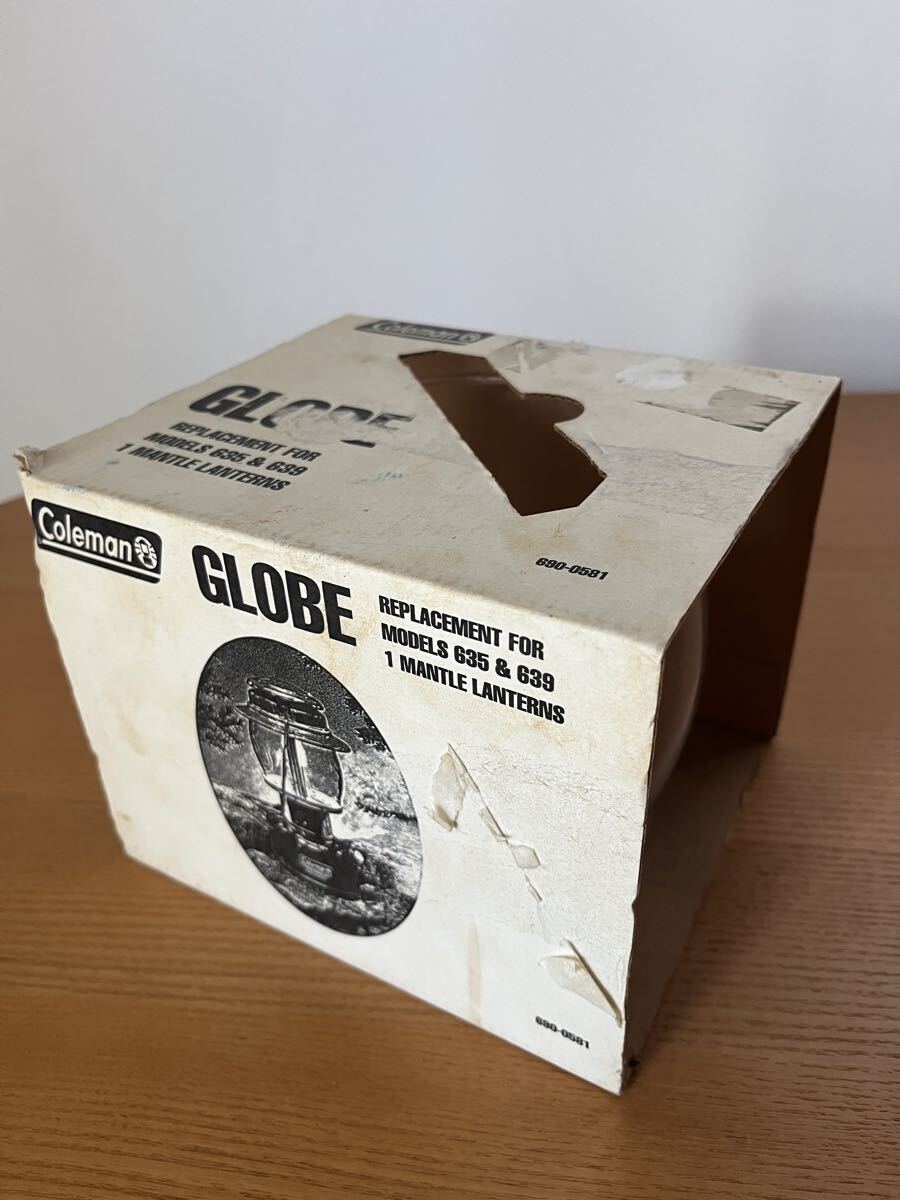 Coleman
GLOBE
REPLACEMENT FOR
MODELS 635 & 639
1 MANTLE LANTERNS
690-0581
Coleman
GLOBE
REPLACEMENT FOR
MODELS 635 & 639
1 MANTLE LANTERNS
690-0581